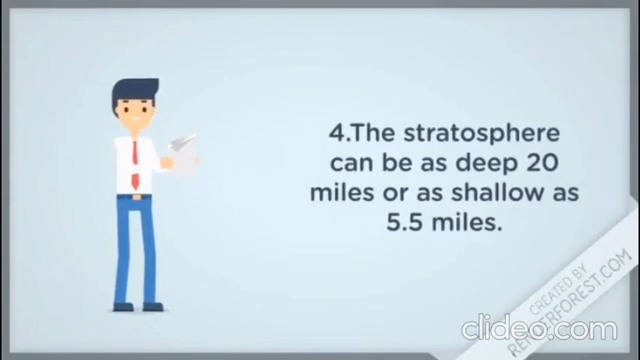 4.The stratosphere
can be as deep 20
miles or as shallow as
5.5 miles.
CREATED BY
RENDERFOREST.COM
clideo.com